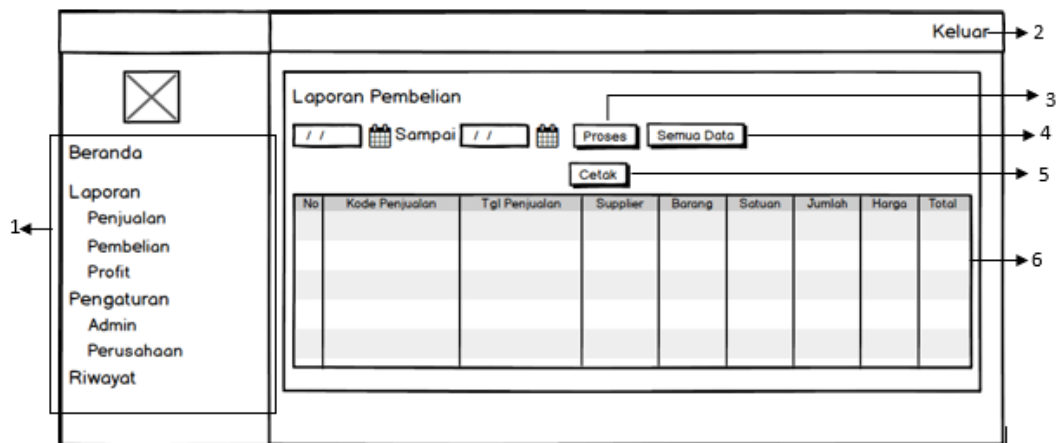 Keluar 2
Laporan Pembelian
3
/ / Sampai / / Proses Semua Data 4
Cetak 5
No Kode Penjualan Tgl Penjualan Supplier Barang Satuan Jumlah Harga Total
6
1
Beranda
Laporan
Penjualan
Pembelian
Profit
Pengaturan
Admin
Perusahaan
Riwayat